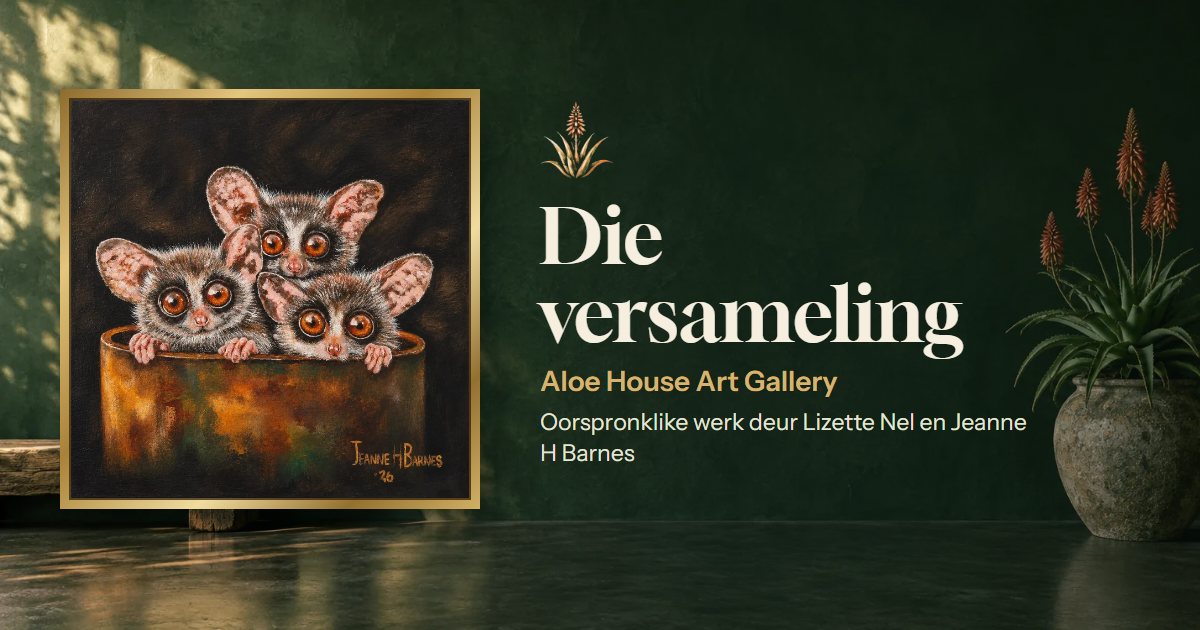 Die
versameling
Aloe House Art Gallery
Oorspronklike werk deur Lizette Nel en Jeanne
H Barnes
JEANNE H BARNES
'26